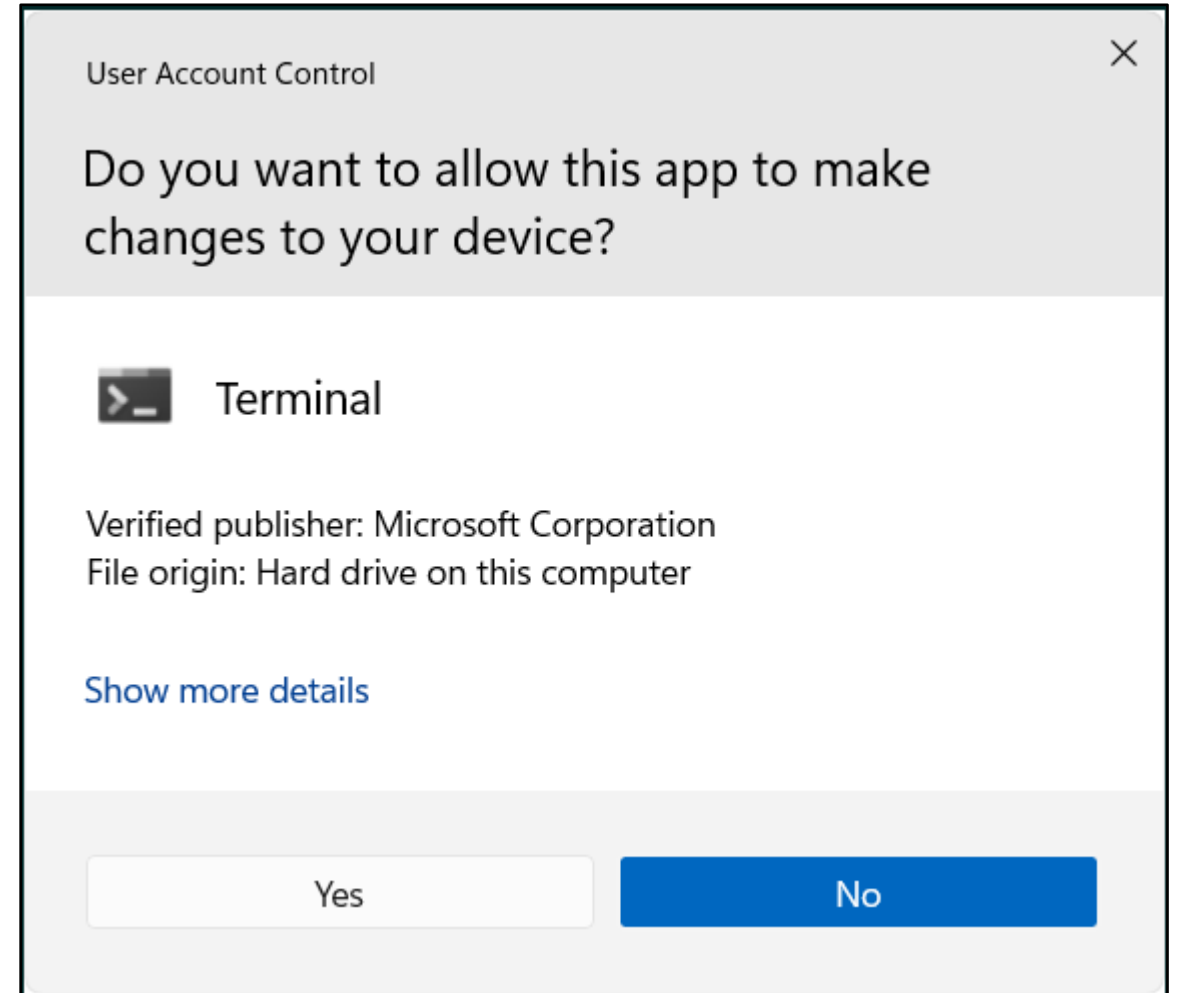 User Account Control
Do you want to allow this app to make
changes to your device?
Terminal
Verified publisher: Microsoft Corporation
File origin: Hard drive on this computer
Show more details
Yes
No